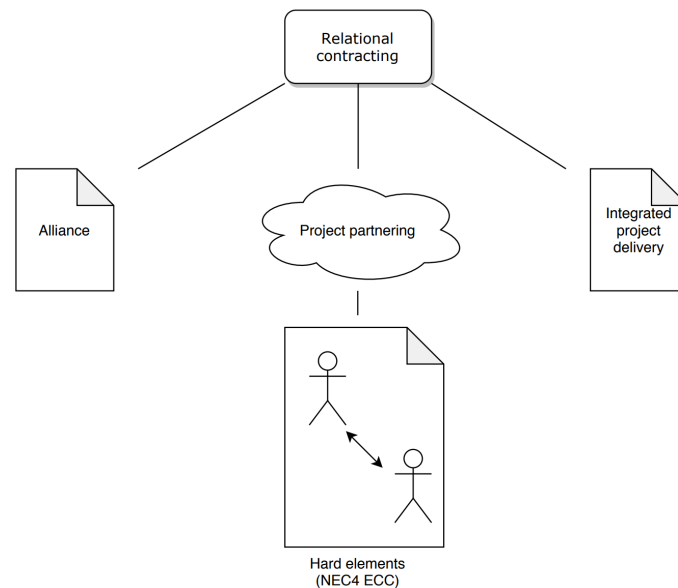 Relational
contracting
Alliance
Project partnering
Integrated
project
delivery
Hard elements
(NEC4 ECC)